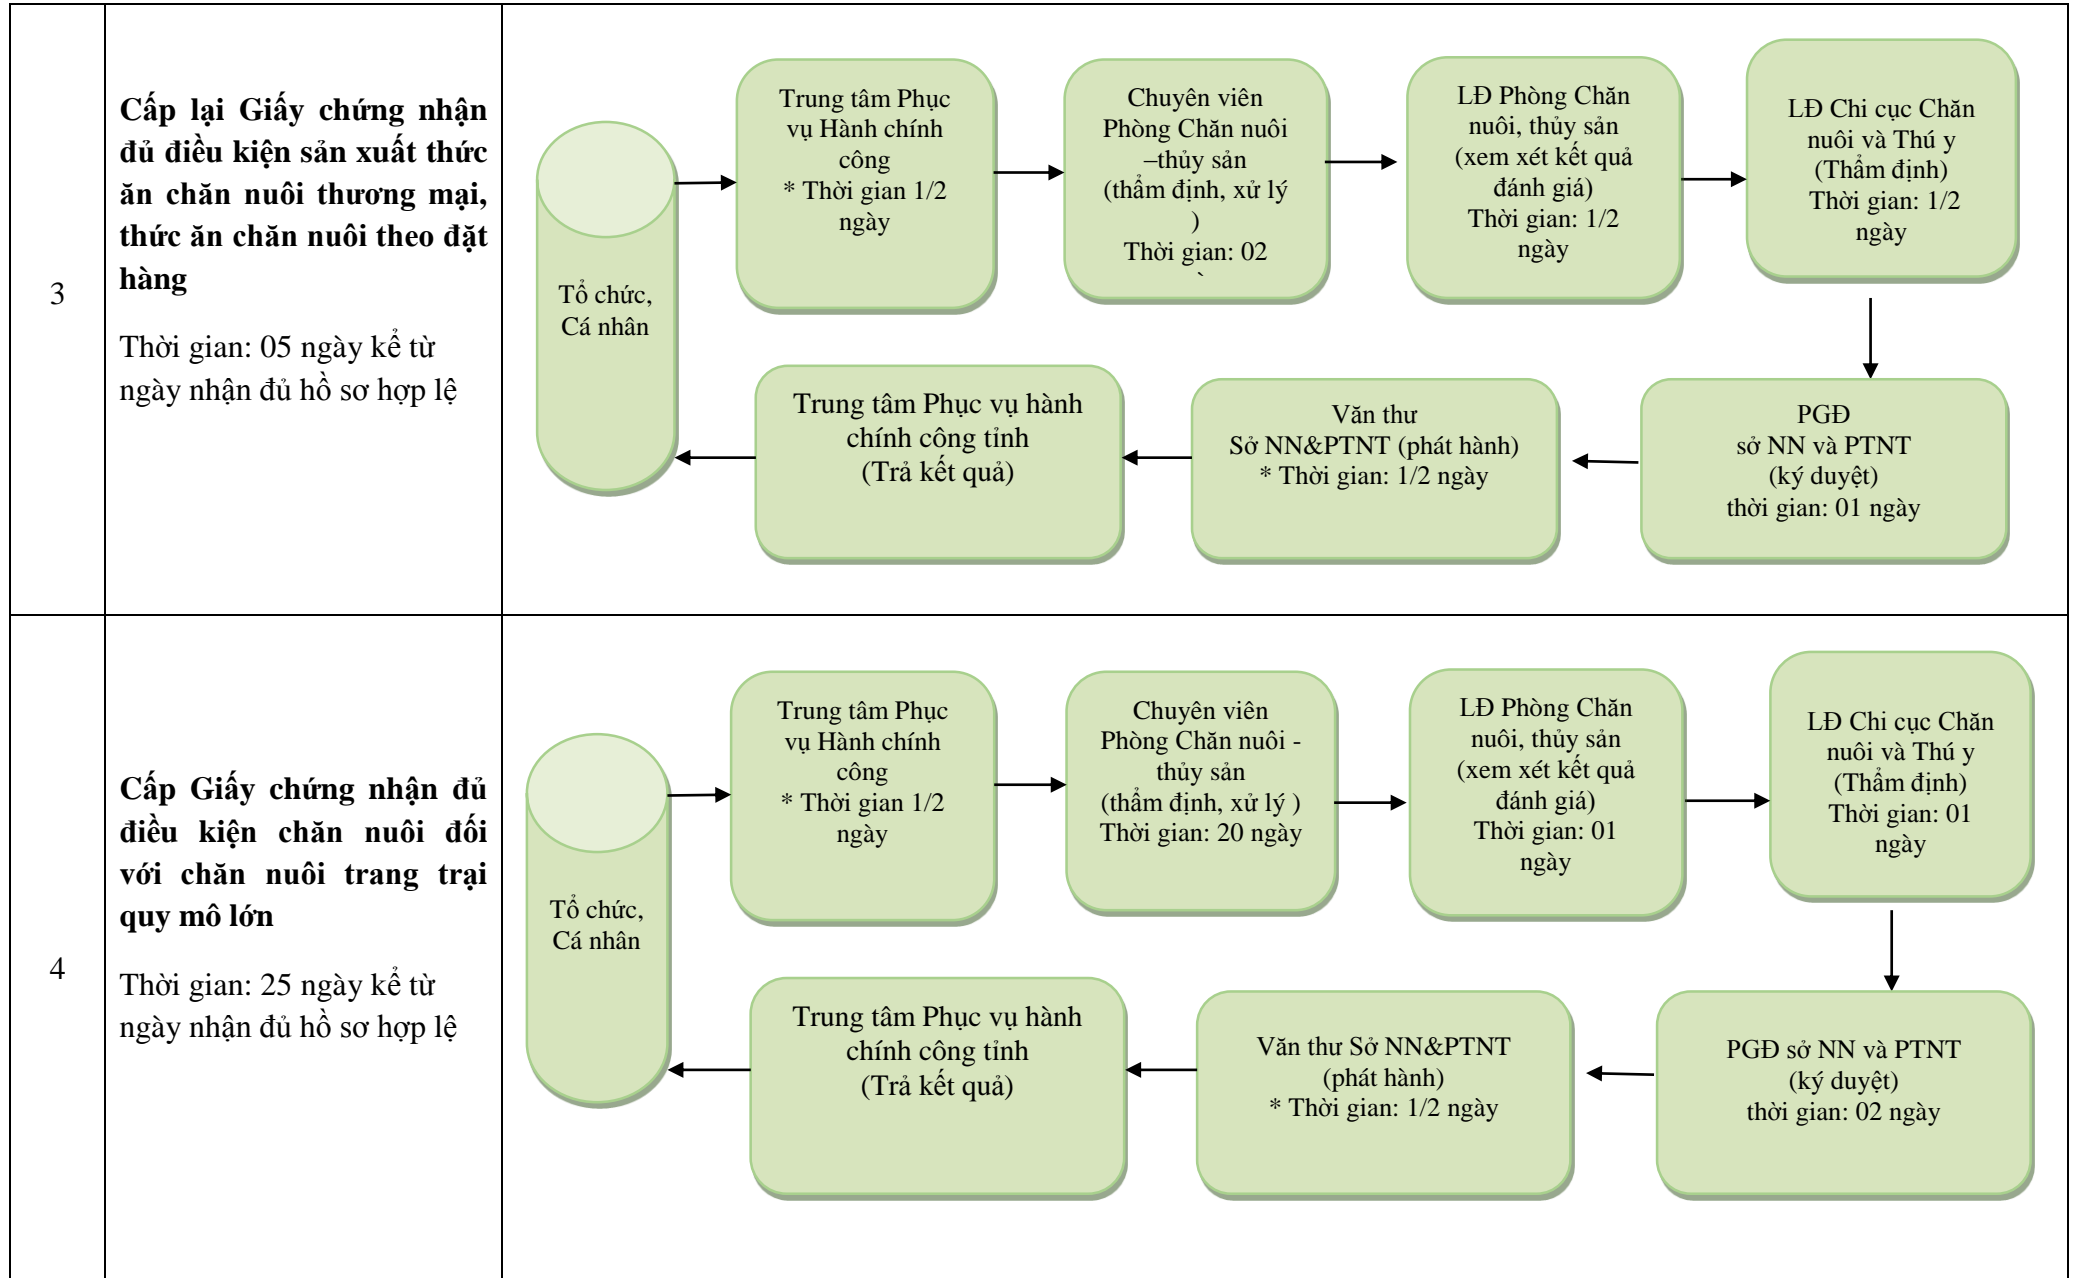 3
Cấp lại Giấy chứng nhận
đủ điều kiện sản xuất thức
ăn chăn nuôi thương mại,
thức ăn chăn nuôi theo đặt
hàng
Thời gian: 05 ngày kể từ
ngày nhận đủ hồ sơ hợp lệ
Tổ chức,
Cá nhân
Trung tâm Phục
vụ Hành chính
công
* Thời gian 1/2
ngày
Chuyên viên
Phòng Chăn nuôi
–thủy sản
(thẩm định, xử lý
)
Thời gian: 02
LĐ Phòng Chăn
nuôi, thủy sản
(xem xét kết quả
đánh giá)
Thời gian: 1/2
ngày
LĐ Chi cục Chăn
nuôi và Thú y
(Thẩm định)
Thời gian: 1/2
ngày
PGĐ
sở NN và PTNT
(ký duyệt)
thời gian: 01 ngày
Văn thư
Sở NN&PTNT (phát hành)
* Thời gian: 1/2 ngày
Trung tâm Phục vụ hành
chính công tỉnh
(Trả kết quả)
4
Cấp Giấy chứng nhận đủ
điều kiện chăn nuôi đối
với chăn nuôi trang trại
quy mô lớn
Thời gian: 25 ngày kể từ
ngày nhận đủ hồ sơ hợp lệ
Tổ chức,
Cá nhân
Trung tâm Phục
vụ Hành chính
công
* Thời gian 1/2
ngày
Chuyên viên
Phòng Chăn nuôi -
thủy sản
(thẩm định, xử lý )
Thời gian: 20 ngày
LĐ Phòng Chăn
nuôi, thủy sản
(xem xét kết quả
đánh giá)
Thời gian: 01
ngày
LĐ Chi cục Chăn
nuôi và Thú y
(Thẩm định)
Thời gian: 01
ngày
PGĐ sở NN và PTNT
(ký duyệt)
thời gian: 02 ngày
Văn thư Sở NN&PTNT
(phát hành)
* Thời gian: 1/2 ngày
Trung tâm Phục vụ hành
chính công tỉnh
(Trả kết quả)